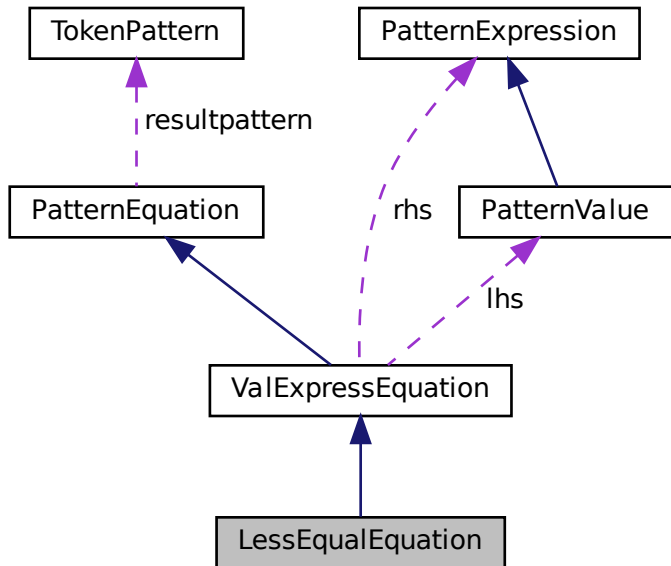 TokenPattern
PatternExpression
resultpattern
PatternEquation
rhs
PatternValue
lhs
ValExpressEquation
LessEqualEquation